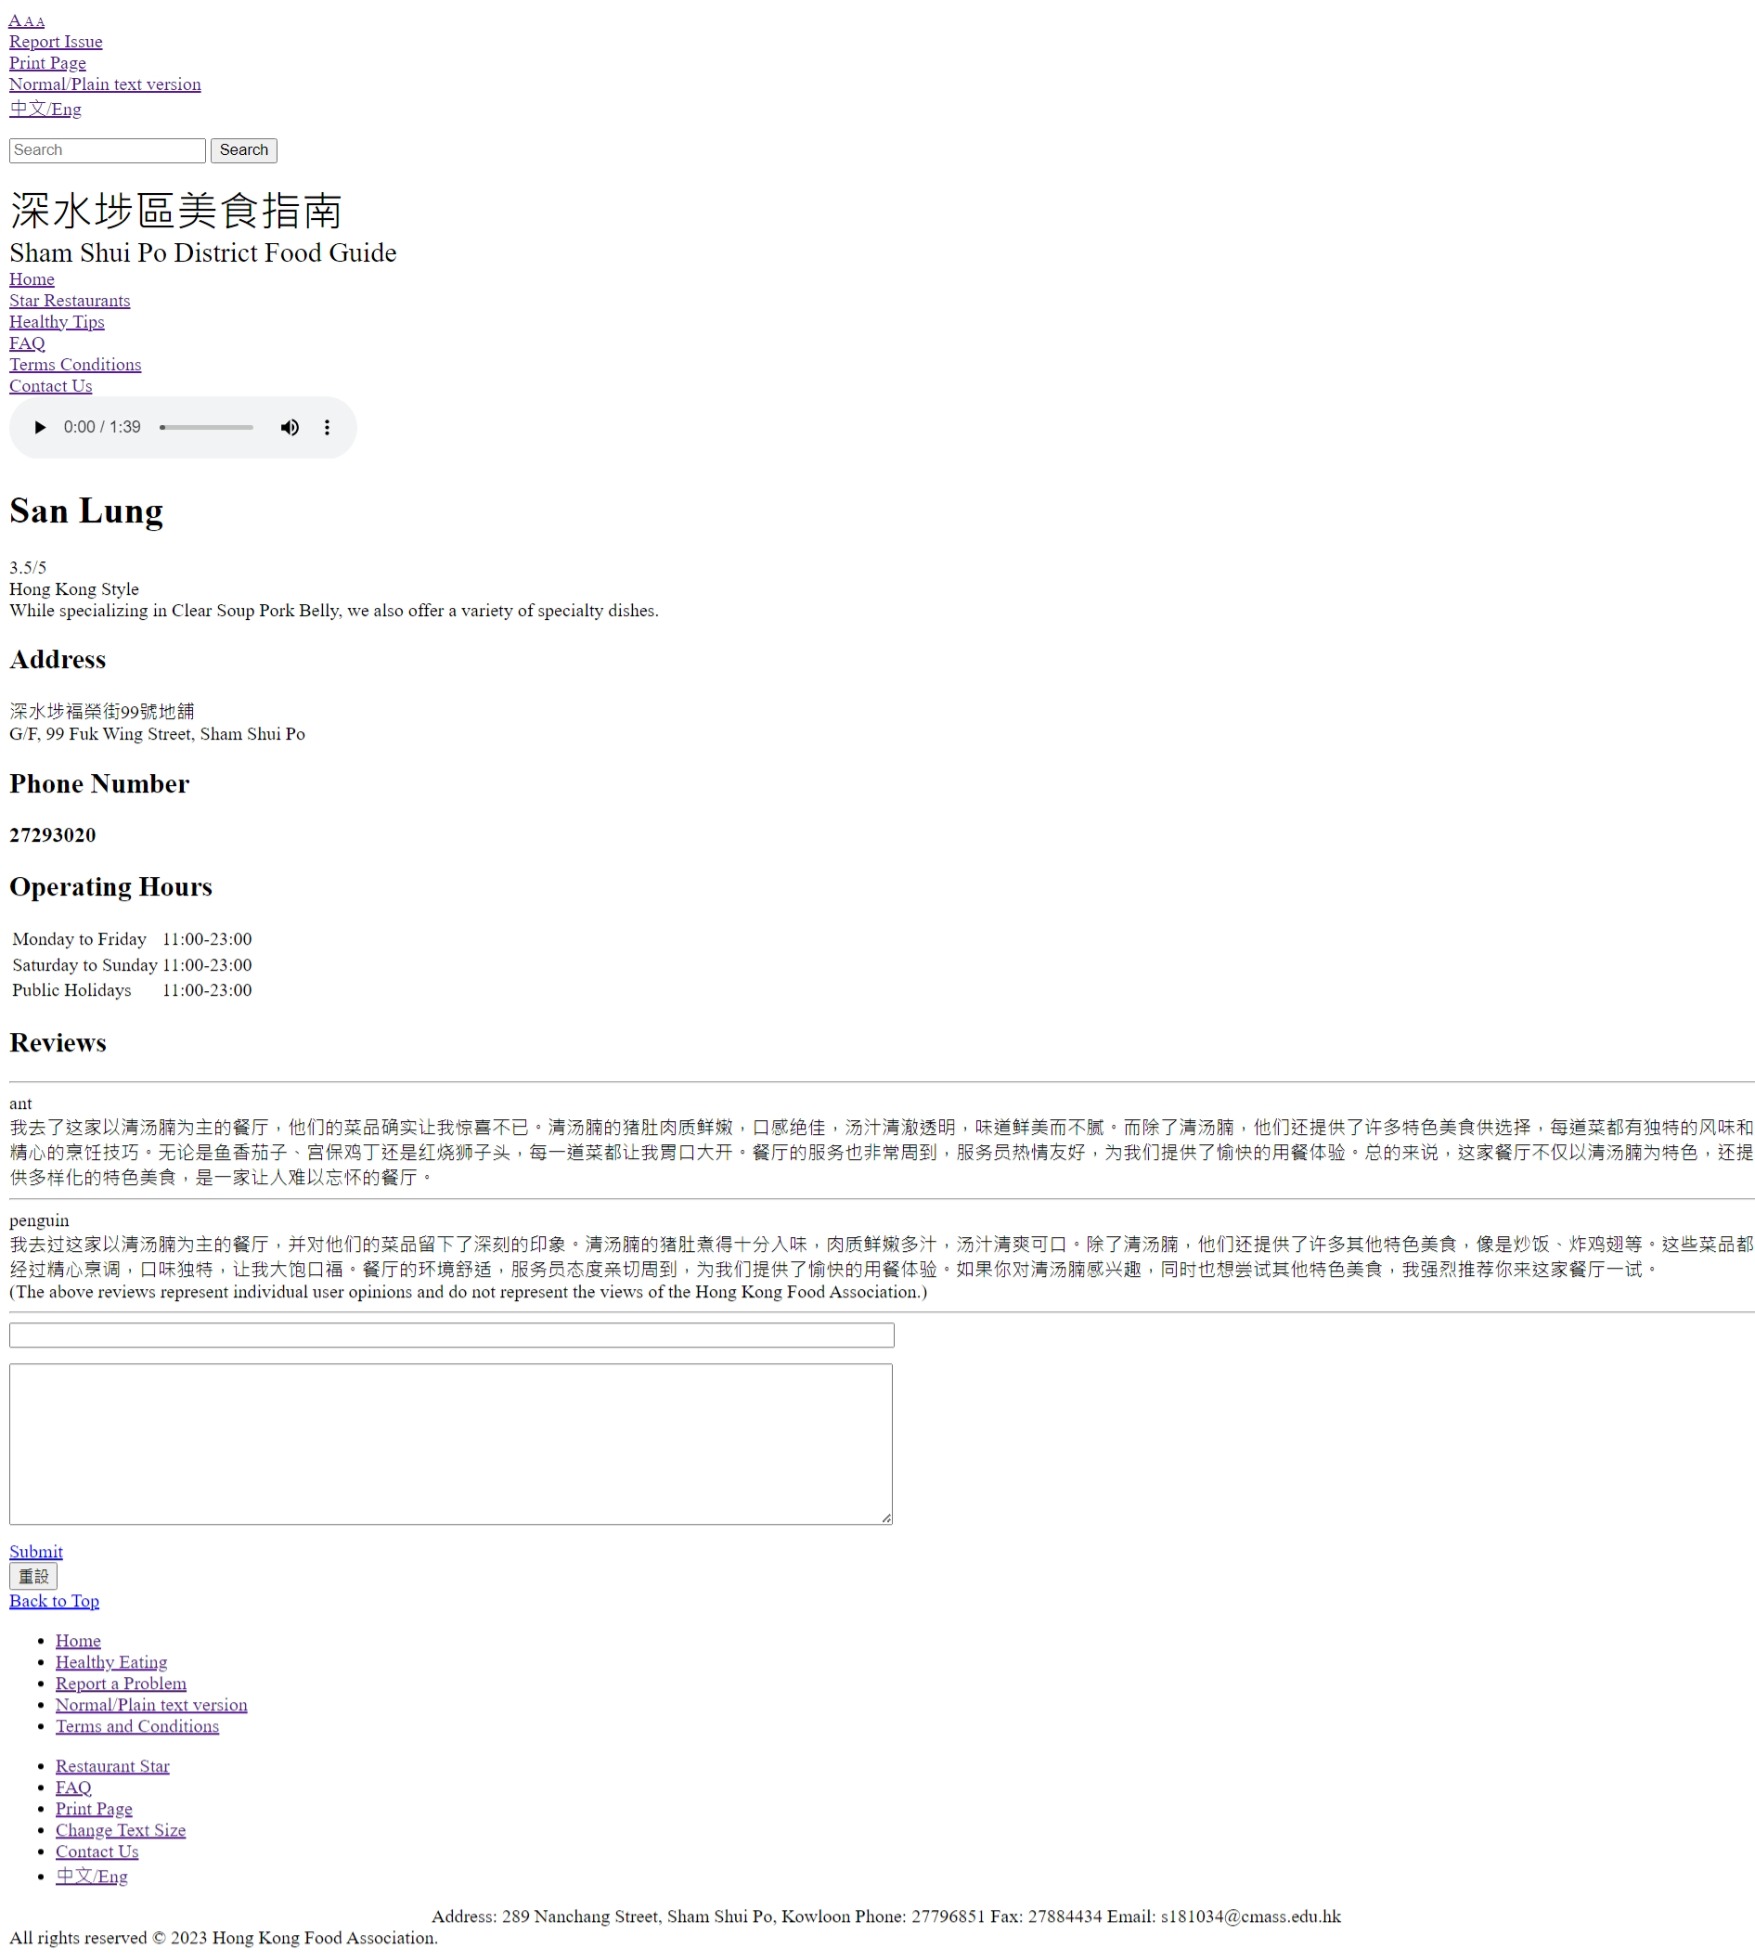 A A A
Report Issue
Print Page
Normal/Plain text version
中文/Eng
Search Search
深水埗區美食指南
Sham Shui Po District Food Guide
Home
Star Restaurants
Healthy Tips
FAQ
Terms Conditions
Contact Us
0:00 / 1:39
San Lung
3.5/5
Hong Kong Style
While specializing in Clear Soup Pork Belly, we also offer a variety of specialty dishes.
Address
深水埗福榮街99號地舖
G/F, 99 Fuk Wing Street, Sham Shui Po
Phone Number
27293020
Operating Hours
Monday to Friday 11:00-23:00
Saturday to Sunday 11:00-23:00
Public Holidays 11:00-23:00
Reviews
ant
我去了这家以清汤腩为主的餐厅，他们的菜品确实让我惊喜不已。清汤腩的猪肚肉质鲜嫩，口感绝佳，汤汁清澈透明，味道鲜美而不腻。而除了清汤腩，他们还提供了许多特色美食供选择，每道菜都有独特的风味和
精心的烹饪技巧。无论是鱼香茄子、宫保鸡丁还是红烧狮子头，每一道菜都让我胃口大开。餐厅的服务也非常周到，服务员热情友好，为我们提供了愉快的用餐体验。总的来说，这家餐厅不仅以清汤腩为特色，还提
供多样化的特色美食，是一家让人难以忘怀的餐厅。
penguin
我去过这家以清汤腩为主的餐厅，并对他们的菜品留下了深刻的印象。清汤腩的猪肚煮得十分入味，肉质鲜嫩多汁，汤汁清爽可口。除了清汤腩，他们还提供了许多其他特色美食，像是炒饭、炸鸡翅等。这些菜品都
经过精心烹调，口味独特，让我大饱口福。餐厅的环境舒适，服务员态度亲切周到，为我们提供了愉快的用餐体验。如果你对清汤腩感兴趣，同时也想尝试其他特色美食，我强烈推荐你来这家餐厅一试。
(The above reviews represent individual user opinions and do not represent the views of the Hong Kong Food Association.)
Submit
重設
Back to Top
Home
Healthy Eating
Report a Problem
Normal/Plain text version
Terms and Conditions
Restaurant Star
FAQ
Print Page
Change Text Size
Contact Us
中文/Eng
Address: 289 Nanchang Street, Sham Shui Po, Kowloon Phone: 27796851 Fax: 27884434 Email: s181034@cmass.edu.hk
All rights reserved © 2023 Hong Kong Food Association.